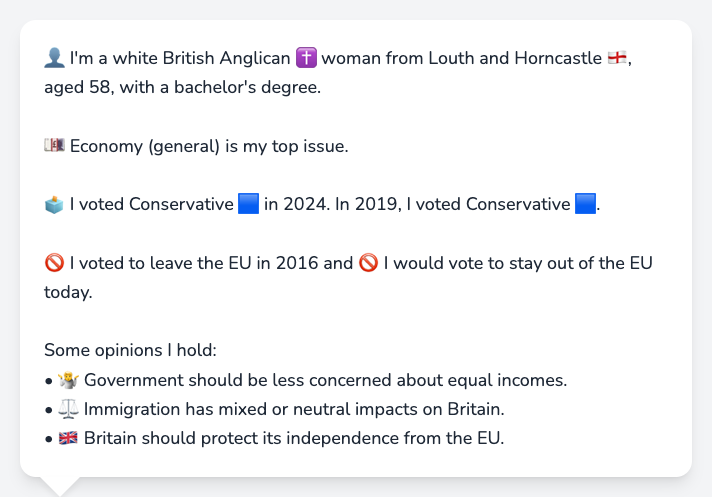 👤 I'm a white British Anglican ✝️ woman from Louth and Horncastle 🏴󠁧󠁢󠁥󠁮󠁧󠁿,
aged 58, with a bachelor's degree.
💷 Economy (general) is my top issue.
🗳️ I voted Conservative 🟦 in 2024. In 2019, I voted Conservative 🟦.
🚫 I voted to leave the EU in 2016 and 🚫 I would vote to stay out of the EU
today.
Some opinions I hold:
• 🤷 Government should be less concerned about equal incomes.
• ⚖️ Immigration has mixed or neutral impacts on Britain.
• 🇬🇧 Britain should protect its independence from the EU.